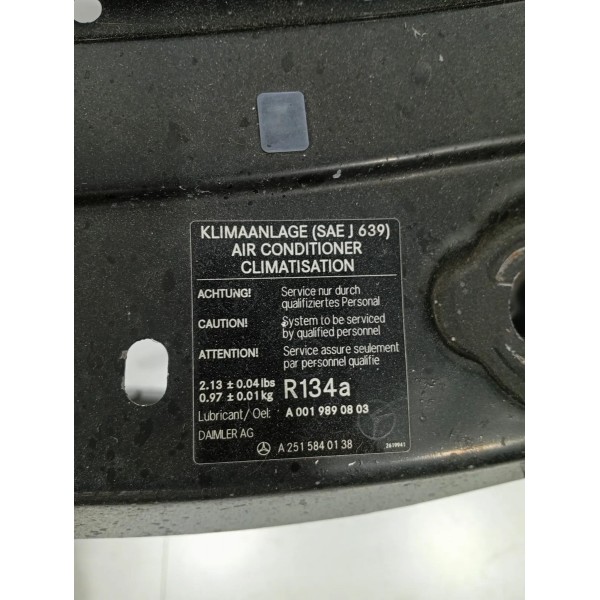 KLIMAANLAGE (SAE J 639)
AIR CONDITIONER
CLIMATISATION
ACHTUNG! Service nur durch
qualifiziertes Personal
CAUTION! System to be serviced
by qualified personnel
ATTENTION! Service assure seulement
par personnel qualifie
2.13 ± 0.04 lbs
0.97 ± 0.01 kg R134a
Lubricant/Oel: A 001 989 08 03
DAIMLER AG
A 251 584 01 38 2619941